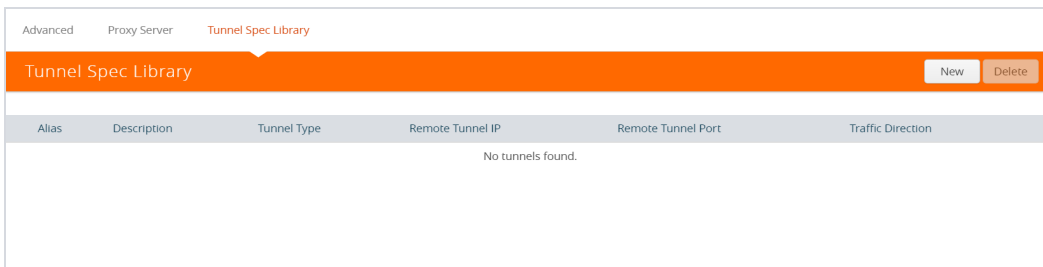 Advanced Proxy Server Tunnel Spec Library
Tunnel Spec Library New Delete
Alias Description Tunnel Type Remote Tunnel IP Remote Tunnel Port Traffic Direction
No tunnels found.